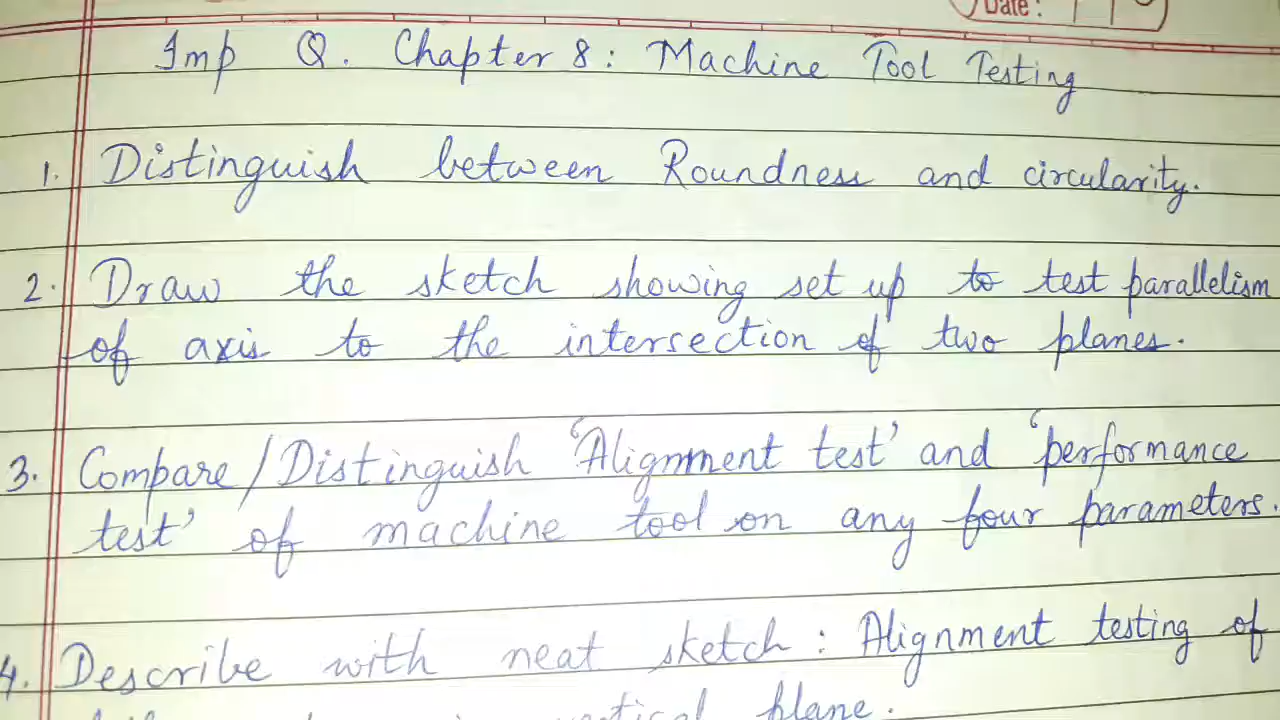 Date:
Imp Q. Chapter 8: Machine Tool Testing
1. Distinguish between Roundness and circularity.
2. Draw the sketch showing set up to test parallelism
of axis to the intersection of two planes.
3. Compare/Distinguish 'Alignment test' and 'performance
test' of machine tool on any four parameters.
4. Describe with neat sketch: Alignment testing of
vertical plane.